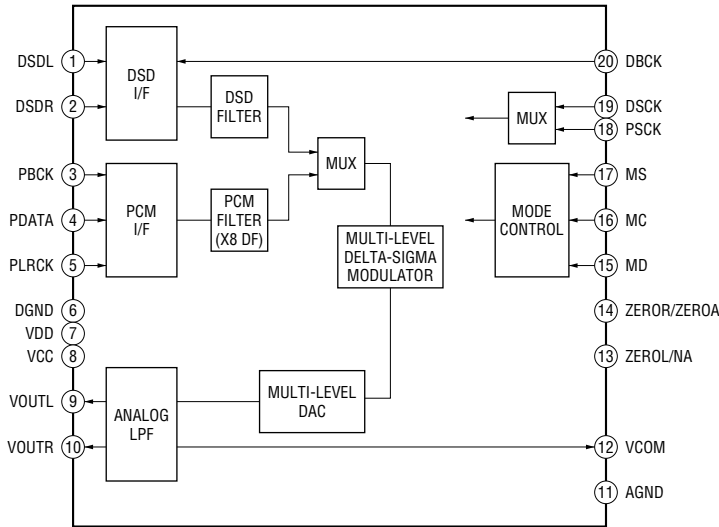 DSDL 1
DSDR 2
PBCK 3
PDATA 4
PLRCK 5
DGND 6
VDD 7
VCC 8
VOUTL 9
VOUTR 10
DSD
I/F
DSD
FILTER
PCM
I/F
PCM
FILTER
(X8 DF)
MUX
MULTI-LEVEL
DELTA-SIGMA
MODULATOR
MULTI-LEVEL
DAC
ANALOG
LPF
MUX
MODE
CONTROL
20 DBCK
19 DSCK
18 PSCK
17 MS
16 MC
15 MD
14 ZEROR/ZEROA
13 ZEROL/NA
12 VCOM
11 AGND